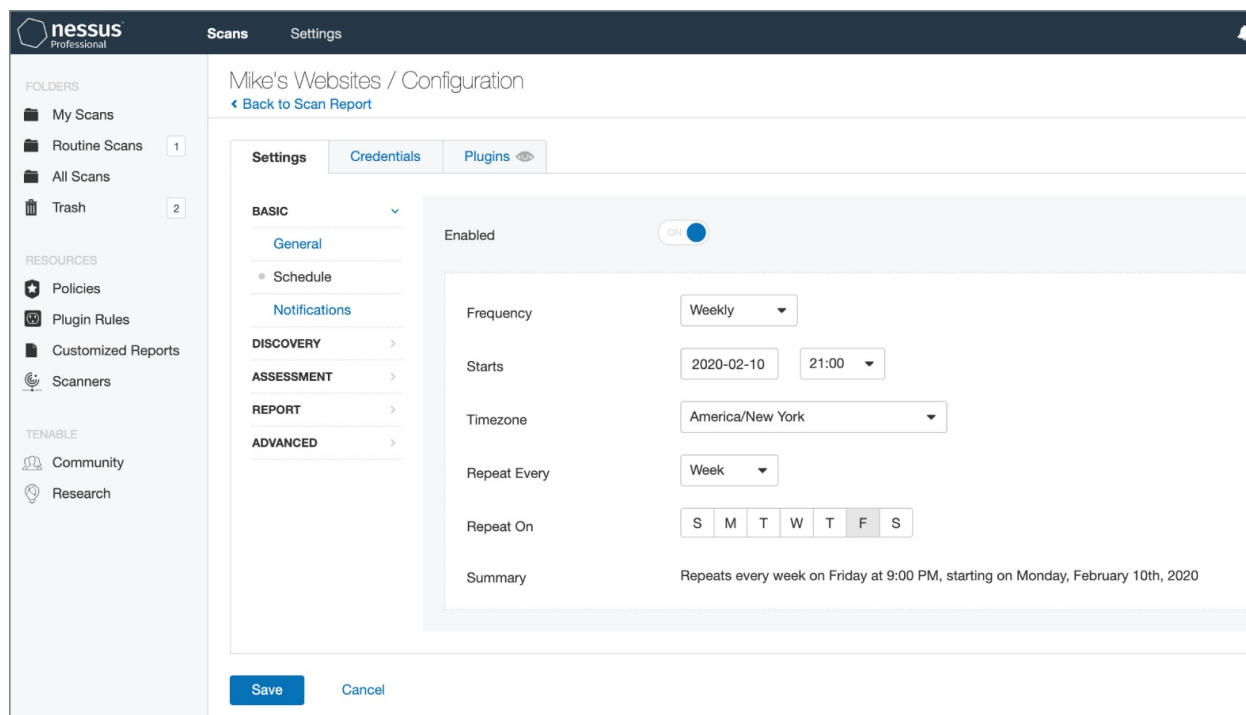 nessus
Professional
Scans
Settings
FOLDERS
My Scans
Routine Scans 1
All Scans
Trash 2
RESOURCES
Policies
Plugin Rules
Customized Reports
Scanners
TENABLE
Community
Research
Mike's Websites / Configuration
Back to Scan Report
Settings
Credentials
Plugins
BASIC
General
Schedule
Notifications
DISCOVERY
ASSESSMENT
REPORT
ADVANCED
Enabled ON
Frequency Weekly
Starts 2020-02-10 21:00
Timezone America/New York
Repeat Every Week
Repeat On S M T W T F S
Summary Repeats every week on Friday at 9:00 PM, starting on Monday, February 10th, 2020
Save
Cancel